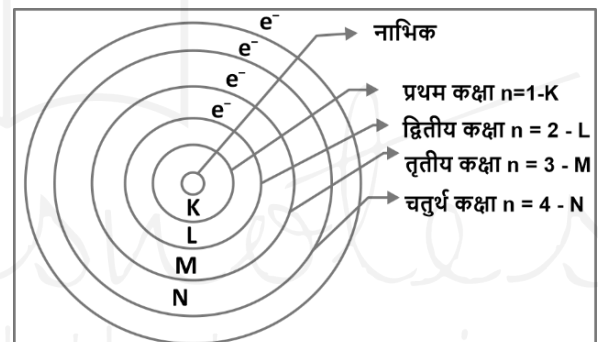 e⁻
नाभिक
e⁻
e⁻
प्रथम कक्षा n=1-K
e⁻
द्वितीय कक्षा n = 2 - L
तृतीय कक्षा n = 3 - M
चतुर्थ कक्षा n = 4 - N
K
L
M
N